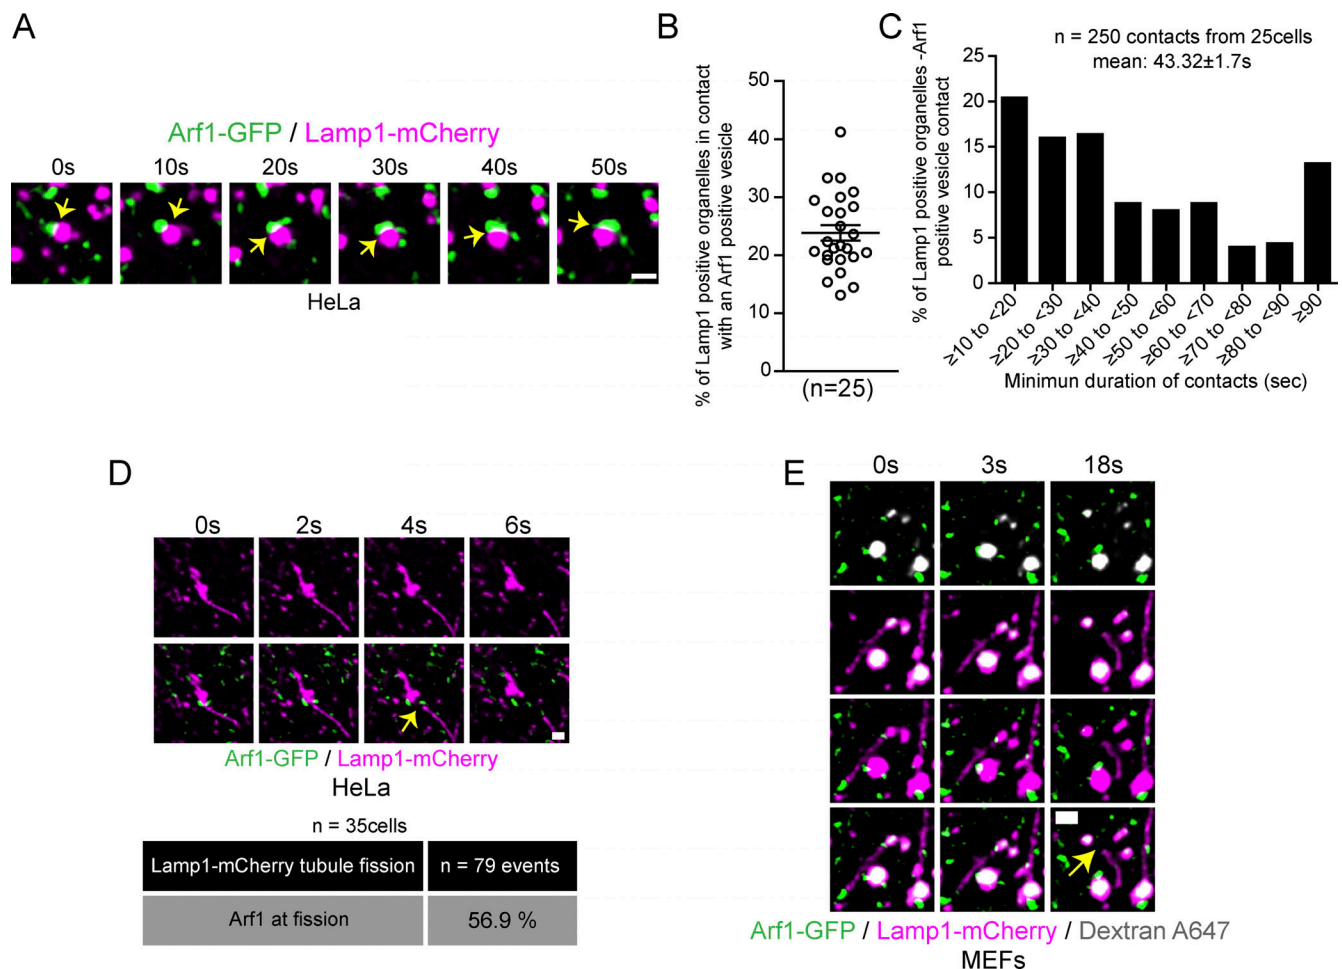 A
Arf1-GFP / Lamp1-mCherry
0s 10s 20s 30s 40s 50s
HeLa
B
% of Lamp1 positive organelles in contact
with an Arf1 positive vesicle
50
40
30
20
10
0
(n=25)
C
n = 250 contacts from 25cells
mean: 43.32±1.7s
% of Lamp1 positive organelles -Arf1
positive vesicle contact
25
20
15
10
5
0
≥10 to <20
≥20 to <30
≥30 to <40
≥40 to <50
≥50 to <60
≥60 to <70
≥70 to <80
≥80 to <90
≥90
Minimun duration of contacts (sec)
D
0s 2s 4s 6s
Arf1-GFP / Lamp1-mCherry
HeLa
n = 35cells
Lamp1-mCherry tubule fission n = 79 events
Arf1 at fission 56.9 %
E
0s 3s 18s
Arf1-GFP / Lamp1-mCherry / Dextran A647
MEFs